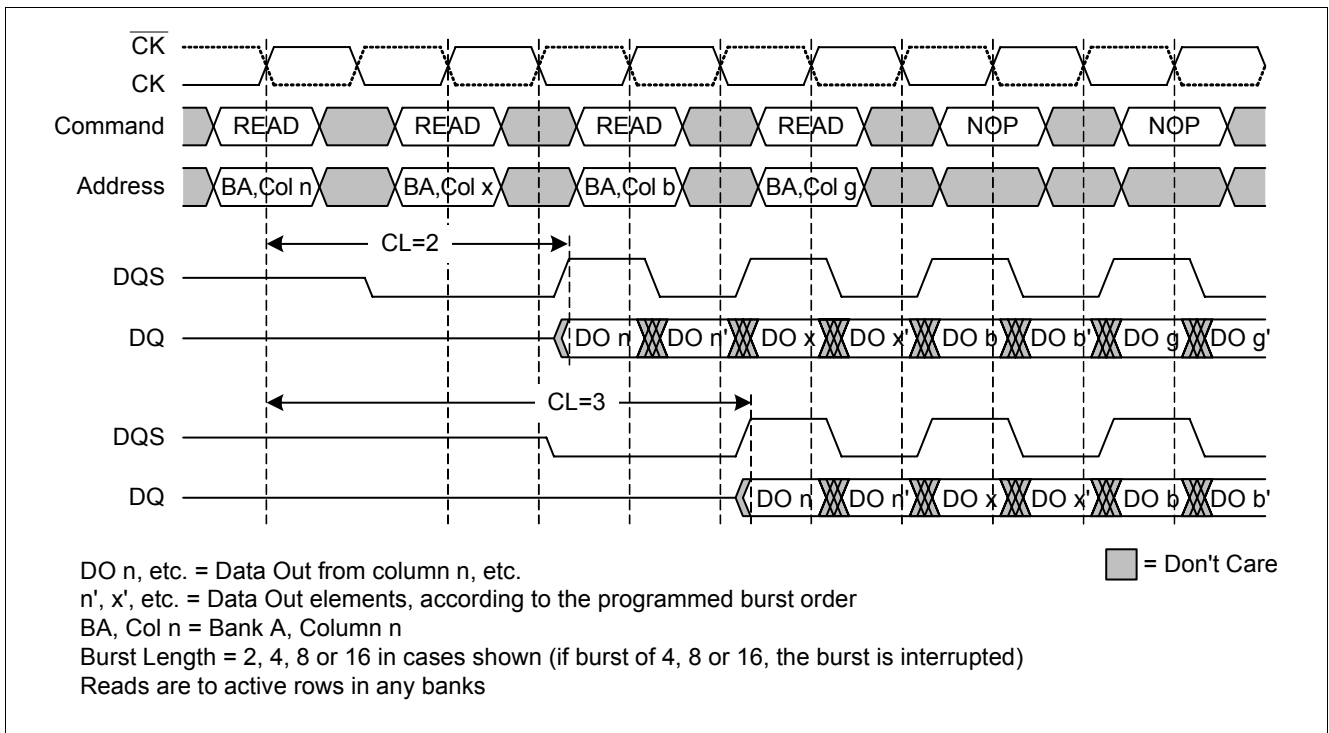 CK
CK
Command READ READ READ READ NOP NOP
Address BA,Col n BA,Col x BA,Col b BA,Col g
CL=2
DQS
DQ DO n DO n' DO x DO x' DO b DO b' DO g DO g'
CL=3
DQS
DQ DO n DO n' DO x DO x' DO b DO b'
DO n, etc. = Data Out from column n, etc.
= Don't Care
n', x', etc. = Data Out elements, according to the programmed burst order
BA, Col n = Bank A, Column n
Burst Length = 2, 4, 8 or 16 in cases shown (if burst of 4, 8 or 16, the burst is interrupted)
Reads are to active rows in any banks